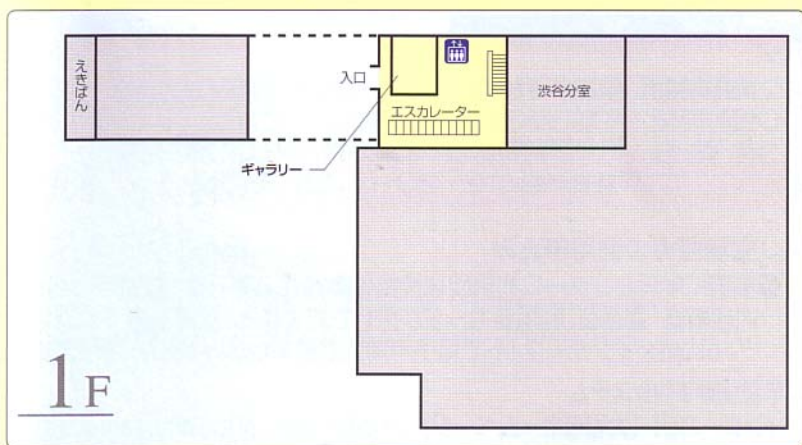 えきばん
入口
エスカレーター
渋谷分室
ギャラリー
1F